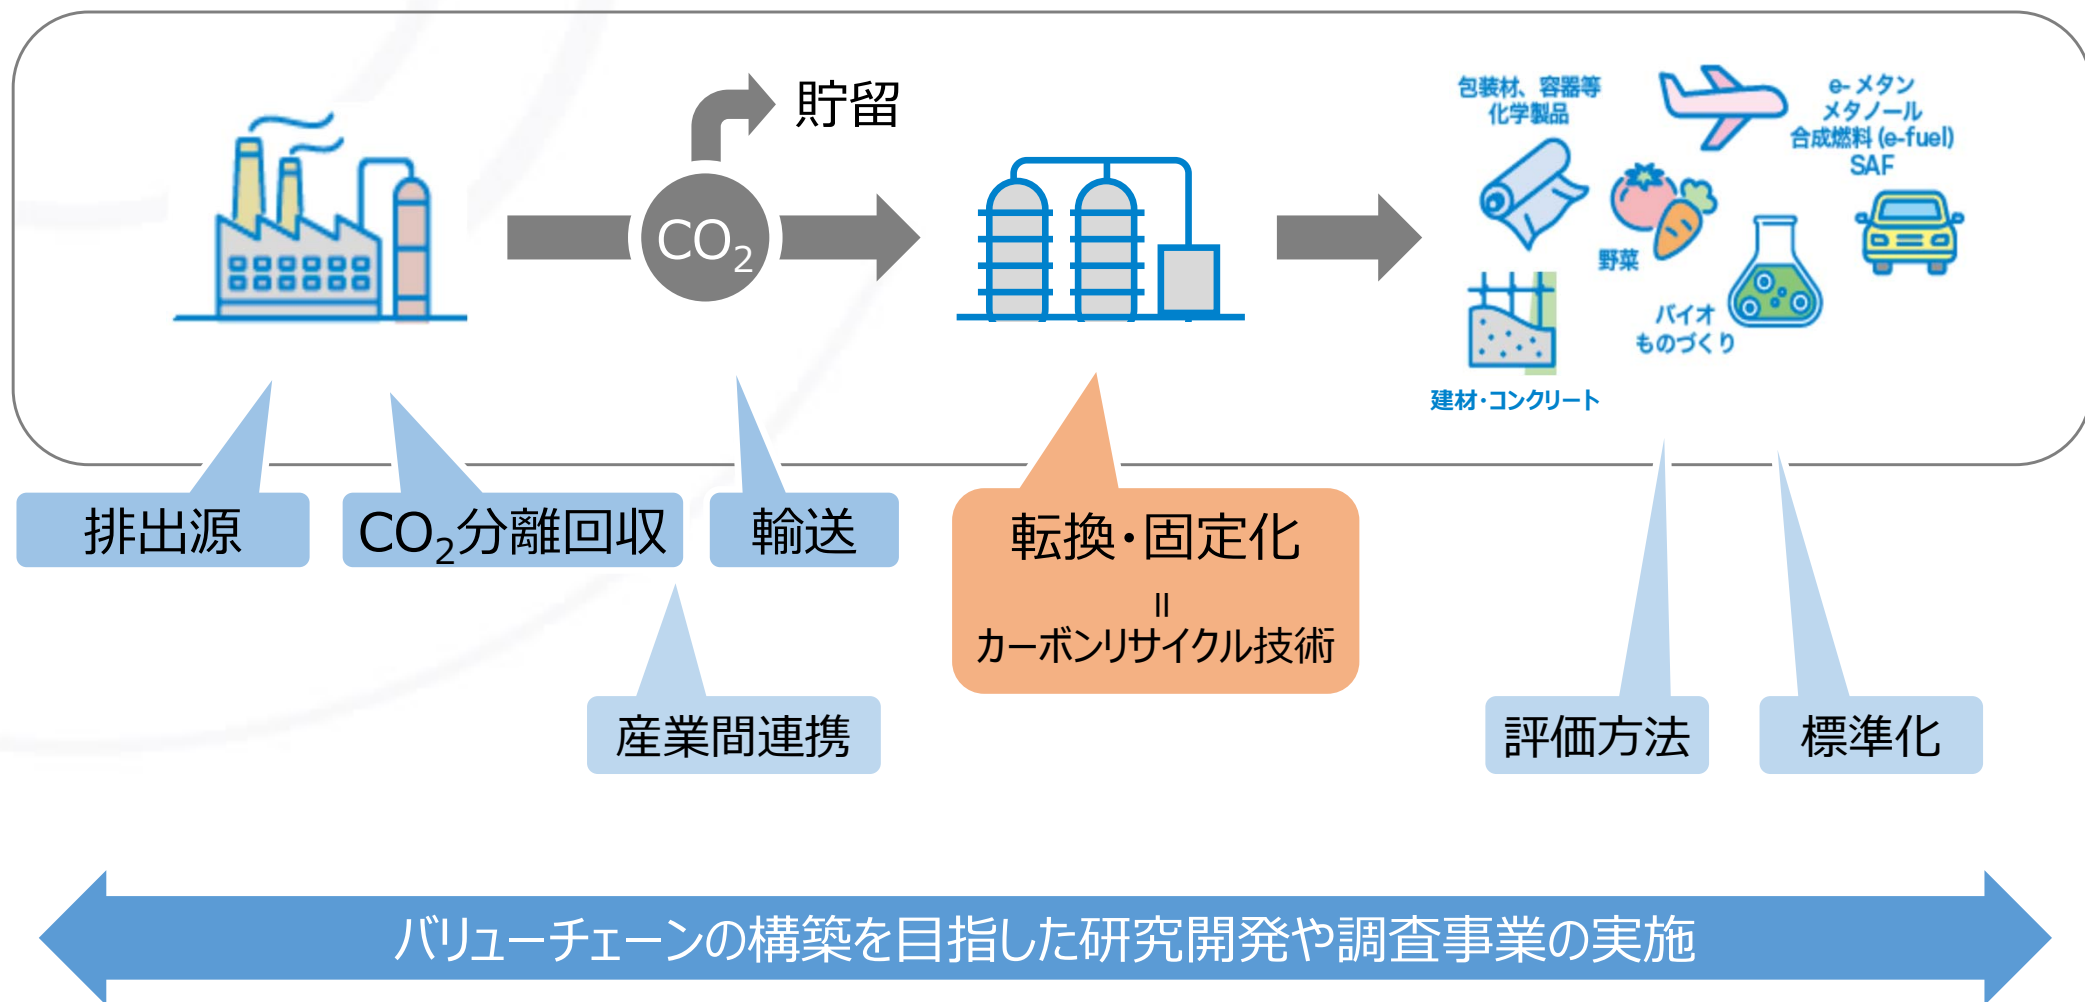 貯留
CO₂
包装材、容器等
化学製品
e-メタン
メタノール
合成燃料(e-fuel)
SAF
野菜
バイオ
ものづくり
建材・コンクリート
排出源
CO₂分離回収
輸送
転換・固定化
=
カーボンリサイクル技術
産業間連携
評価方法
標準化
バリューチェーンの構築を目指した研究開発や調査事業の実施